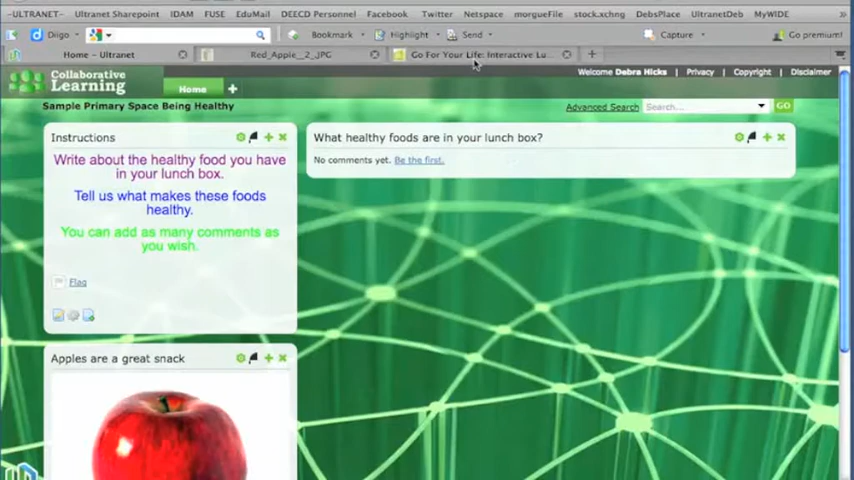 -ULTRANET- Ultranet Sharepoint IDAM FUSE EduMail DEECD Personnel Facebook Twitter Netspace morgueFile stock.xchng DebsPlace UltranetDeb MyWIDE
Diigo Bookmark Highlight Send Capture Go premium!
Home - Ultranet Red_Apple__2_.JPG Go For Your Life: Interactive Lu...
Collaborative Learning
Home
Welcome Debra Hicks | Privacy | Copyright | Disclaimer
Sample Primary Space Being Healthy
Advanced Search Search... GO
Instructions
Write about the healthy food you have
in your lunch box.
Tell us what makes these foods
healthy.
You can add as many comments as
you wish.
Flag
What healthy foods are in your lunch box?
No comments yet. Be the first.
Apples are a great snack